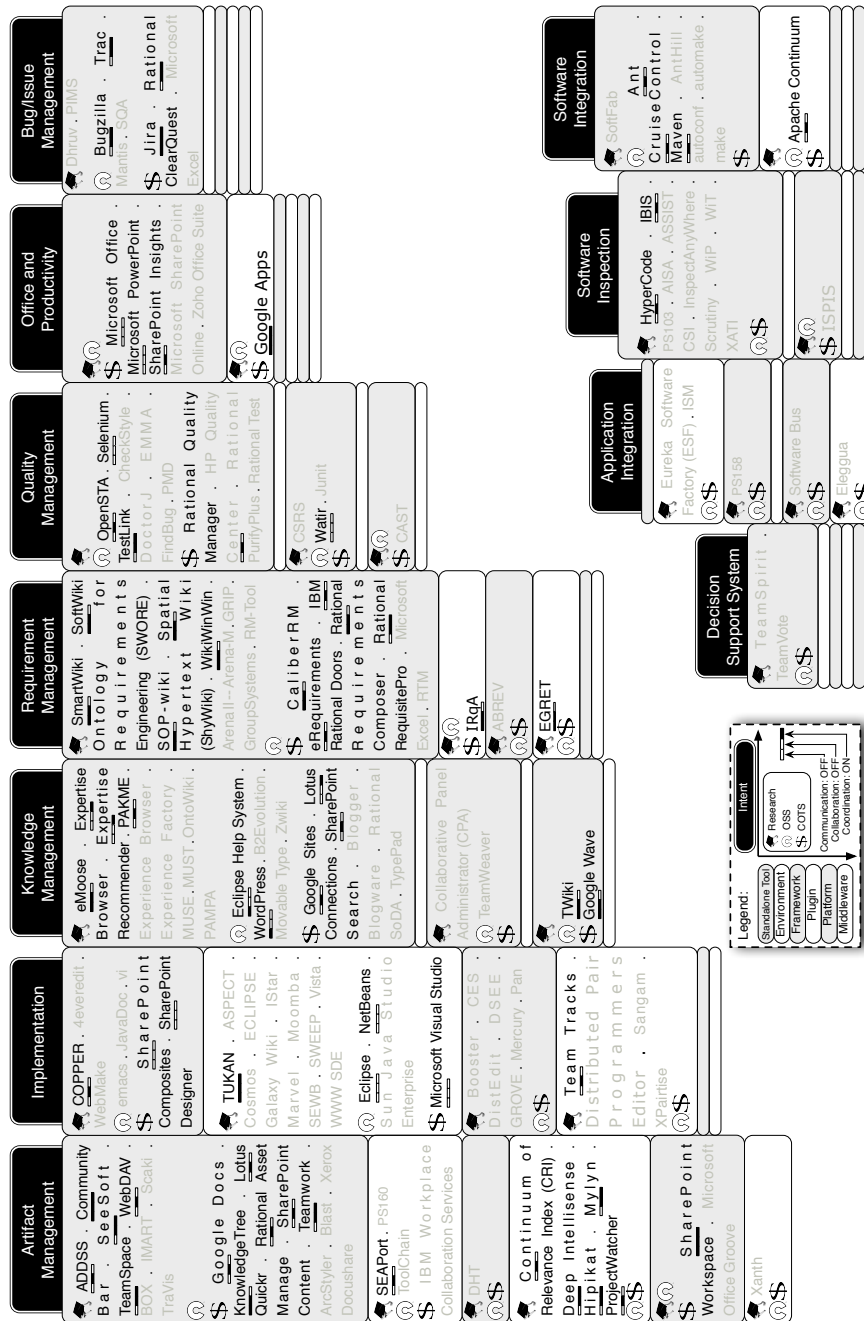 Artifact
Management
ADDSS . Community
Bar . SeeSoft .
TeamSpace . WebDAV .
BOX . IMART . Scaki .
TraVis
Google Docs .
KnowledgeTree . Lotus
Quickr . Rational Asset
Manage . SharePoint
Content . Teamwork .
ArcStyler . Blast . Xerox
Docushare
SEAPort . PS160
ToolChain
IBM Workplace
Collaboration Services
DHT
Continuum of
Relevance Index (CRI) .
Deep Intellisense .
Hipikat . Mylyn .
ProjectWatcher
SharePoint
Workspace . Microsoft
Office Groove
Xanth
Implementation
COPPER . 4everedit .
WebMake
emacs . JavaDoc . vi
SharePoint
Composites . SharePoint
Designer
TUKAN . ASPECT .
Cosmos . ECLIPSE .
Galaxy Wiki . IStar .
Marvel . Moomba .
SEWB . SWEEP . Vista .
WWW SDE
Eclipse . NetBeans .
Sun Java Studio
Enterprise
Microsoft Visual Studio
Booster . CES .
DistEdit . DSEE .
GROVE . Mercury . Pan
Team Tracks .
Distributed Pair
Programmers
Editor . Sangam .
XPairtise
Knowledge
Management
eMoose . Expertise
Browser . Expertise
Recommender . PAKME .
Experience Browser .
Experience Factory .
MUSE . MUST . OntoWiki .
PAMPA
Eclipse Help System .
WordPress . B2Evolution .
Movable Type . Zwiki
Google Sites . Lotus
Connections . SharePoint
Search . Blogger .
Blogware . Rational
SoDA . TypePad
Collaborative Panel
Administrator (CPA)
TeamWeaver
TWiki
Google Wave
Requirement
Management
SmartWiki . SoftWiki .
Ontology for
Requirements
Engineering (SWORE) .
SOP-wiki . Spatial
Hypertext Wiki
(ShyWiki) . WikiWinWin .
ArenaII -- Arena-M . GRIP .
GroupSystems . RM-Tool
CaliberRM .
eRequirements . IBM
Rational Doors . Rational
Requirements
Composer . Rational
RequisitePro . Microsoft
Excel . RTM
IRqA
ABREV
EGRET
Quality
Management
OpenSTA . Selenium .
TestLink . CheckStyle .
DoctorJ . EMMA .
FindBug . PMD
Rational Quality
Manager . HP Quality
Center . Rational
PurifyPlus . Rational Test
CSRS
Watir . Junit
CAST
Office and
Productivity
Microsoft Office .
Microsoft PowerPoint .
SharePoint Insights .
Microsoft SharePoint
Online . Zoho Office Suite
Google Apps
Bug/Issue
Management
Dhruv . PIMS
Bugzilla . Trac .
Mantis . SQA
Jira . Rational
ClearQuest . Microsoft
Excel
Legend:
Intent
Standalone Tool
Environment
Framework
Plugin
Platform
Middleware
Research
OSS
COTS
Communication: OFF
Collaboration: OFF
Coordination: ON
Decision
Support System
TeamSpirit .
TeamVote
Application
Integration
Eureka Software
Factory (ESF) . ISM
PS158
Software Bus
Eleggua
Software
Inspection
HyperCode . IBIS .
PS103 . AISA . ASSIST .
CSI . InspectAnyWhere .
Scrutiny . WiP . WiT .
XATI
ISPIS
Software
Integration
SoftFab
Ant .
CruiseControl .
Maven . AntHill .
autoconf . automake .
make
Apache Continuum